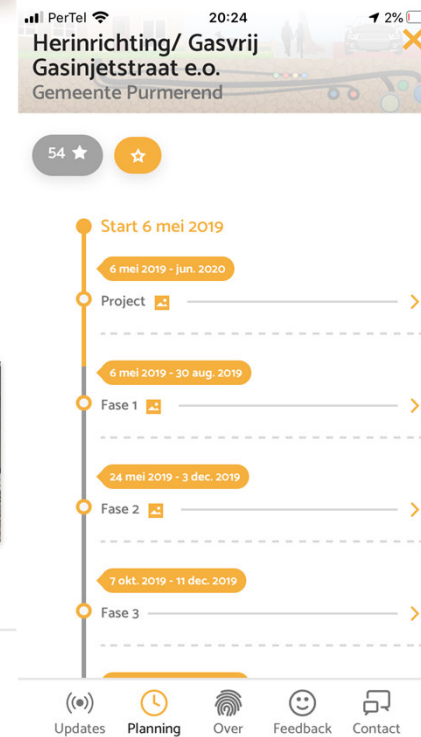 PerTel 20:24 2%
Herinrichting/ Gasvrij
Gasinjetstraat e.o.
Gemeente Purmerend
54
Start 6 mei 2019
6 mei 2019 - jun. 2020
Project
6 mei 2019 - 30 aug. 2019
Fase 1
24 mei 2019 - 3 dec. 2019
Fase 2
7 okt. 2019 - 11 dec. 2019
Fase 3
Updates Planning Over Feedback Contact